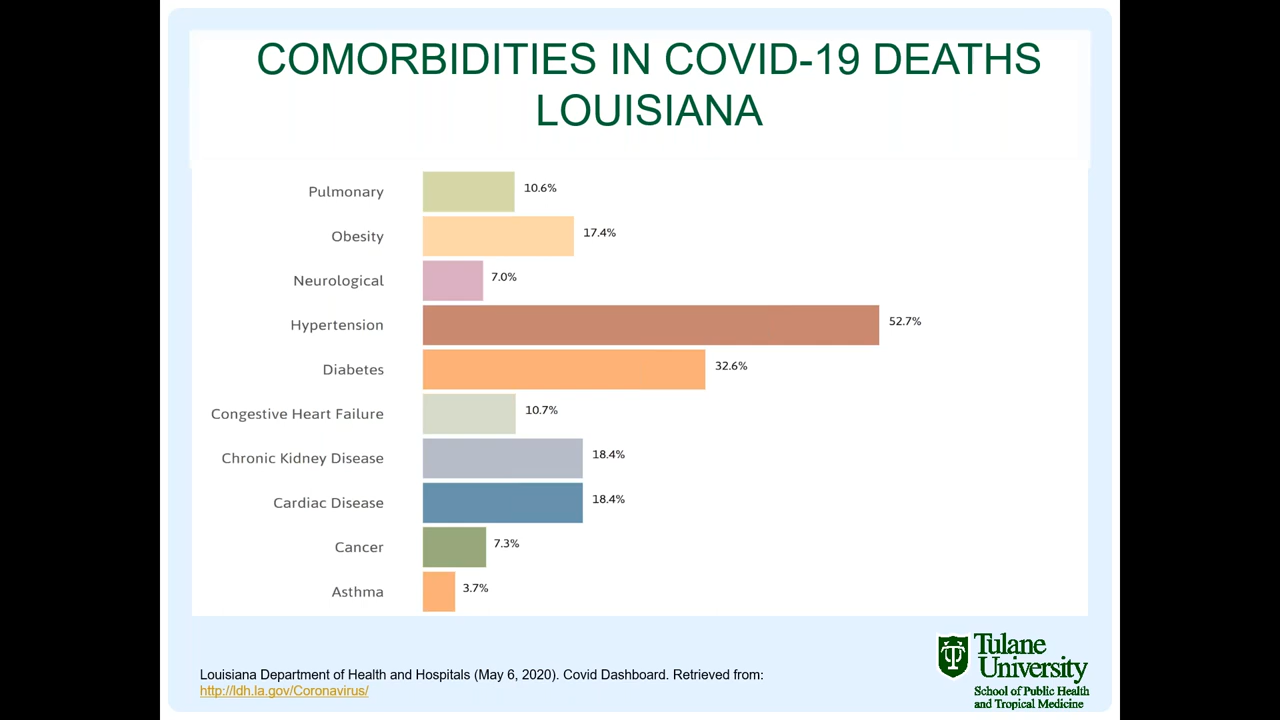 COMORBIDITIES IN COVID-19 DEATHS
LOUISIANA
Pulmonary 10.6%
Obesity 17.4%
Neurological 7.0%
Hypertension 52.7%
Diabetes 32.6%
Congestive Heart Failure 10.7%
Chronic Kidney Disease 18.4%
Cardiac Disease 18.4%
Cancer 7.3%
Asthma 3.7%
Louisiana Department of Health and Hospitals (May 6, 2020). Covid Dashboard. Retrieved from:
http://ldh.la.gov/Coronavirus/
Tulane
University
School of Public Health
and Tropical Medicine